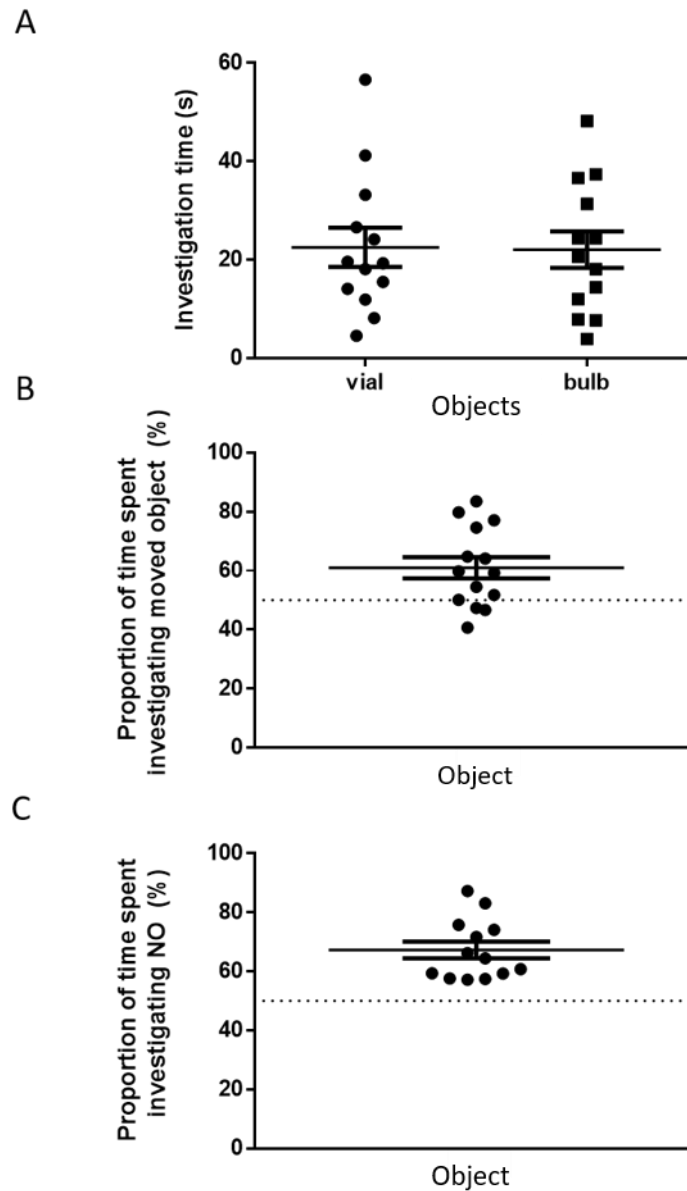 A
Investigation time (s)
60
40
20
0
vial
bulb
Objects
B
Proportion of time spent
investigating moved object (%)
100
80
60
40
20
0
Object
C
Proportion of time spent
investigating NO (%)
100
80
60
40
20
0
Object